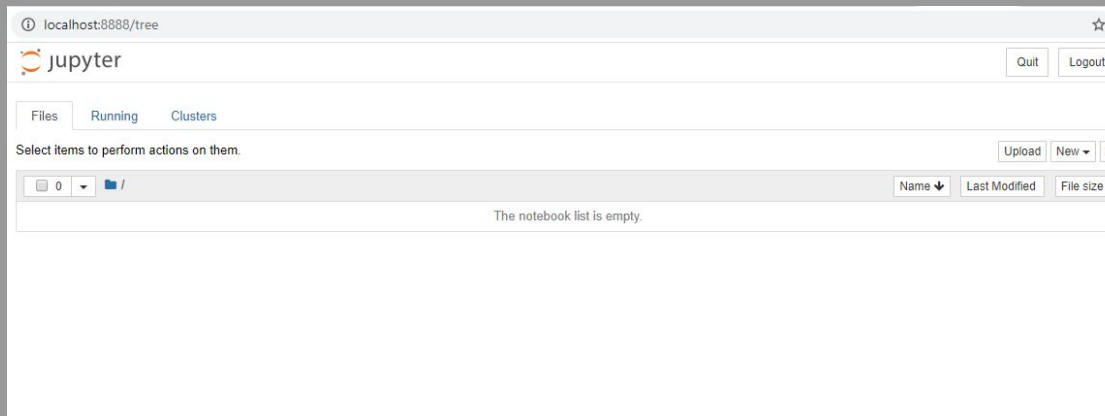 localhost:8888/tree
jupyter
Quit Logout
Files Running Clusters
Select items to perform actions on them.
Upload New
0 / Name Last Modified File size
The notebook list is empty.